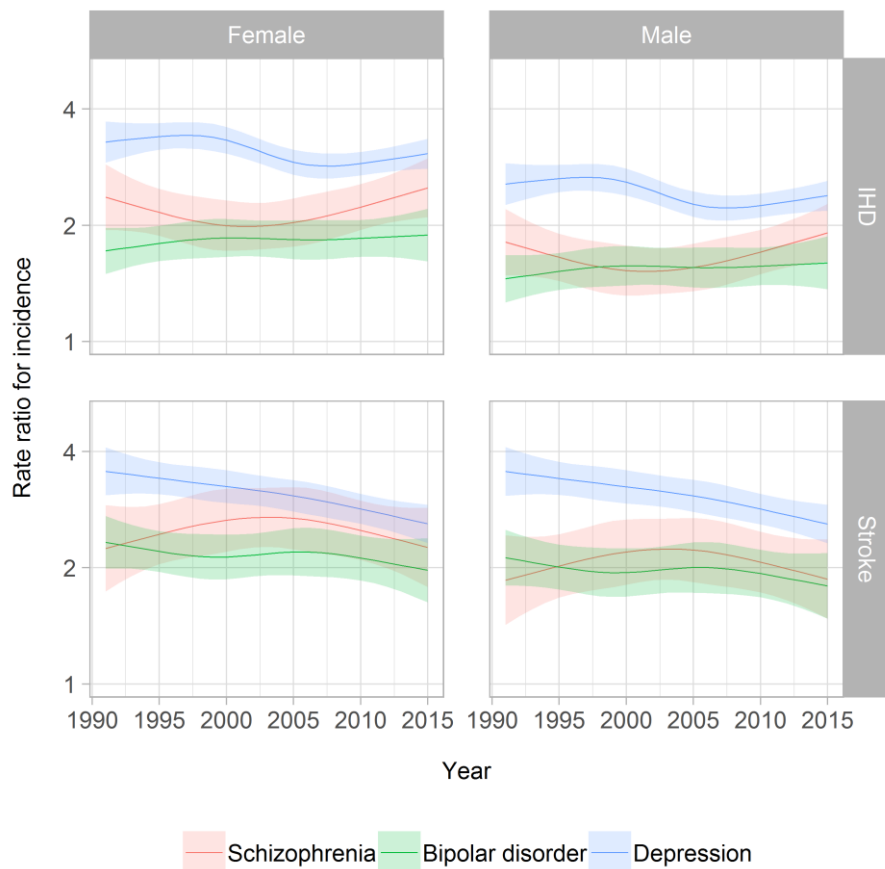 Female
Male
4
2
1
IHD
4
2
1
Stroke
Rate ratio for incidence
1990 1995 2000 2005 2010 2015
1990 1995 2000 2005 2010 2015
Year
Schizophrenia Bipolar disorder Depression